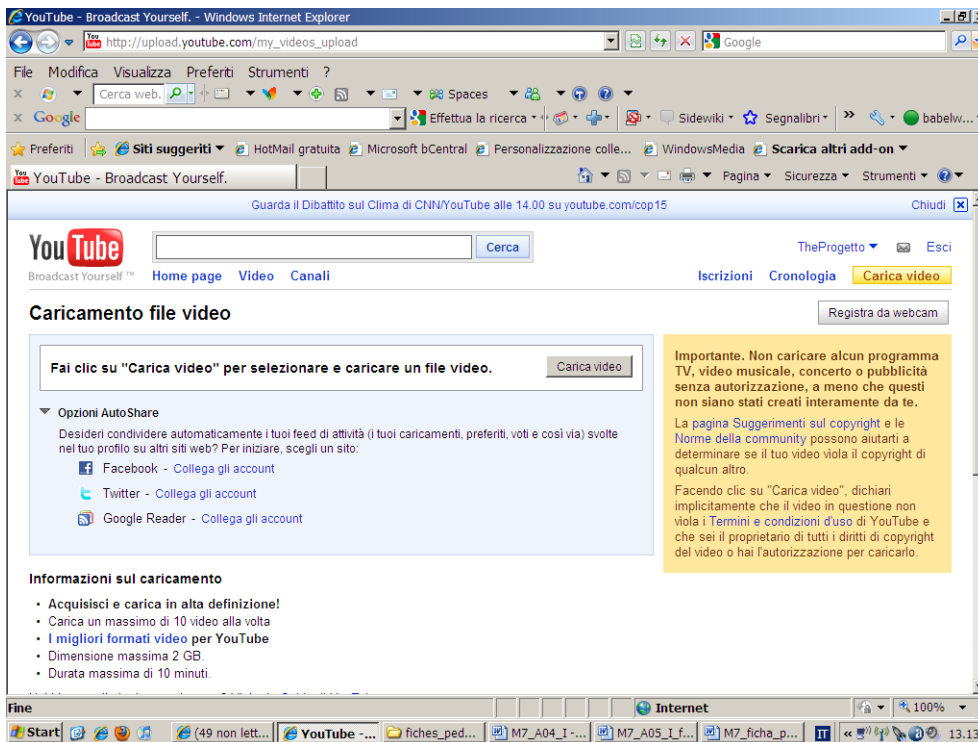 YouTube - Broadcast Yourself. - Windows Internet Explorer
http://upload.youtube.com/my_videos_upload
Google
File Modifica Visualizza Preferiti Strumenti ?
Cerca web.
Spaces
Google
Effettua la ricerca
Sidewiki
Segnalibri
»
babelw...
Preferiti
Siti suggeriti
HotMail gratuita
Microsoft bCentral
Personalizzazione colle...
WindowsMedia
Scarica altri add-on
YouTube - Broadcast Yourself.
Pagina Sicurezza Strumenti
Guarda il Dibattito sul Clima di CNN/YouTube alle 14.00 su youtube.com/cop15
Chiudi
You Tube
Broadcast Yourself ™
Cerca
TheProgetto
Esci
Home page Video Canali
Iscrizioni Cronologia Carica video
Caricamento file video
Registra da webcam
Fai clic su "Carica video" per selezionare e caricare un file video.
Carica video
Opzioni AutoShare
Desideri condividere automaticamente i tuoi feed di attività (i tuoi caricamenti, preferiti, voti e così via) svolte
nel tuo profilo su altri siti web? Per iniziare, scegli un sito:
Facebook - Collega gli account
Twitter - Collega gli account
Google Reader - Collega gli account
Importante. Non caricare alcun programma
TV, video musicale, concerto o pubblicità
senza autorizzazione, a meno che questi
non siano stati creati interamente da te.
La pagina Suggerimenti sul copyright e le
Norme della community possono aiutarti a
determinare se il tuo video viola il copyright di
qualcun altro.
Facendo clic su "Carica video", dichiari
implicitamente che il video in questione non
viola i Termini e condizioni d'uso di YouTube e
che sei il proprietario di tutti i diritti di copyright
del video o hai l'autorizzazione per caricarlo.
Informazioni sul caricamento
Acquisisci e carica in alta definizione!
Carica un massimo di 10 video alla volta
I migliori formati video per YouTube
Dimensione massima 2 GB.
Durata massima di 10 minuti.
Fine
Internet
100%
Start
(49 non lett...
YouTube -...
fiches_ped...
M7_A04_I -...
M7_A05_I_f...
M7_ficha_p...
IT
«
13.1